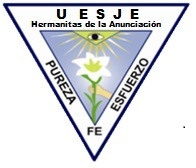 U E S J E
Hermanitas de la Anunciación
PUREZA
ESFUERZO
FE